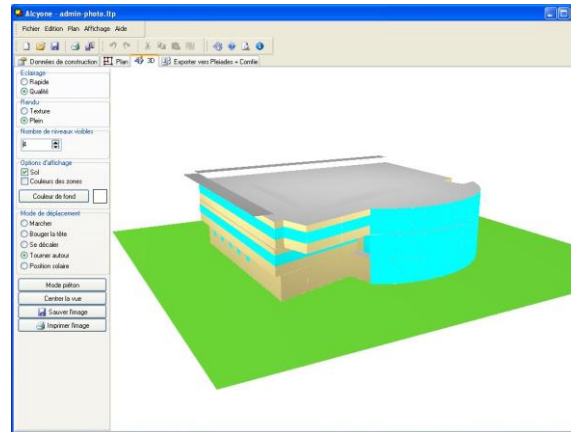 Alcyone - admin-photo.ltp
Fichier Edition Plan Affichage Aide
Données de construction Plan 3D Exporter vers Pleiades + Comfie
Eclairage
Rapide
Qualité
Rendu
Texture
Plein
Nombre de niveaux visibles
Options d'affichage
Sol
Couleurs des zones
Couleur de fond
Mode de déplacement
Marcher
Bouger la tête
Se décaler
Tourner autour
Position solaire
Mode piéton
Centrer la vue
Sauver l'image
Imprimer l'image